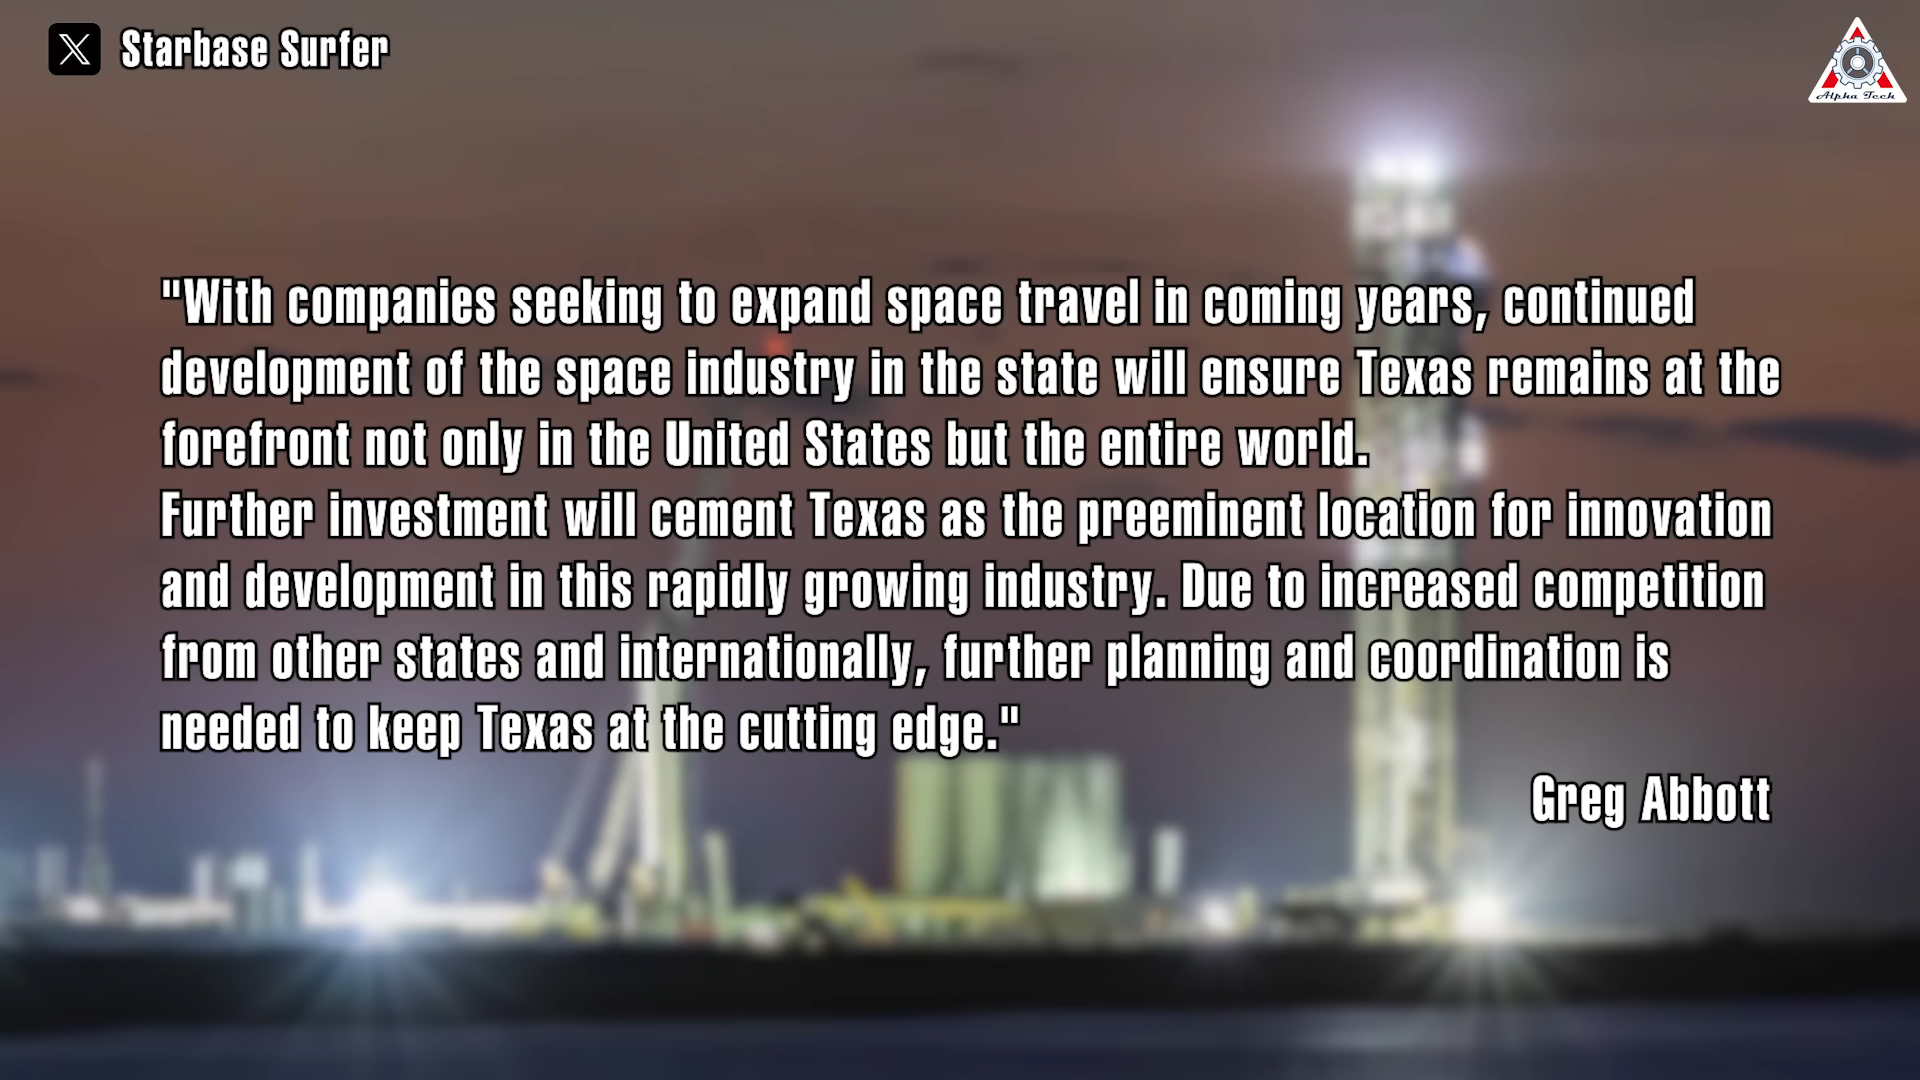 Starbase Surfer
Alpha Tech
"With companies seeking to expand space travel in coming years, continued
development of the space industry in the state will ensure Texas remains at the
forefront not only in the United States but the entire world.
Further investment will cement Texas as the preeminent location for innovation
and development in this rapidly growing industry. Due to increased competition
from other states and internationally, further planning and coordination is
needed to keep Texas at the cutting edge."
Greg Abbott